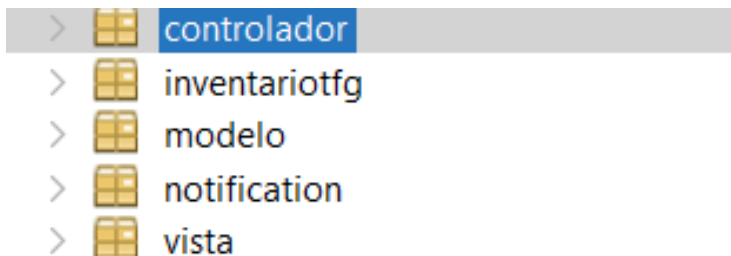 controlador
inventariotfg
modelo
notification
vista